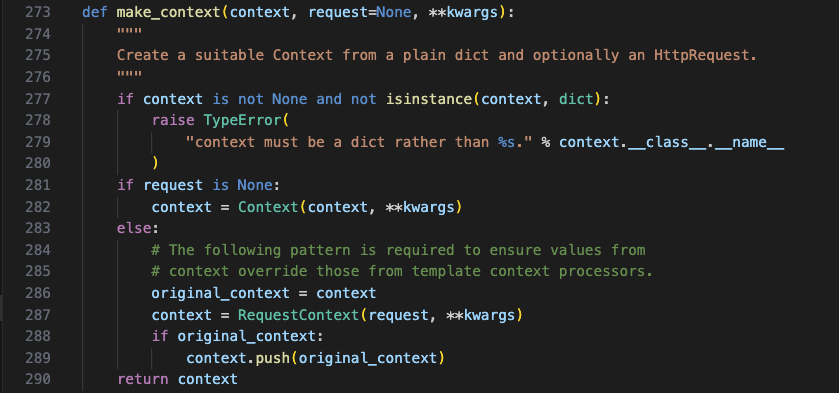 273 def make_context(context, request=None, **kwargs):
274     """
275     Create a suitable Context from a plain dict and optionally an HttpRequest.
276     """
277     if context is not None and not isinstance(context, dict):
278         raise TypeError(
279             "context must be a dict rather than %s." % context.__class__.__name__
280         )
281     if request is None:
282         context = Context(context, **kwargs)
283     else:
284         # The following pattern is required to ensure values from
285         # context override those from template context processors.
286         original_context = context
287         context = RequestContext(request, **kwargs)
288         if original_context:
289             context.push(original_context)
290     return context